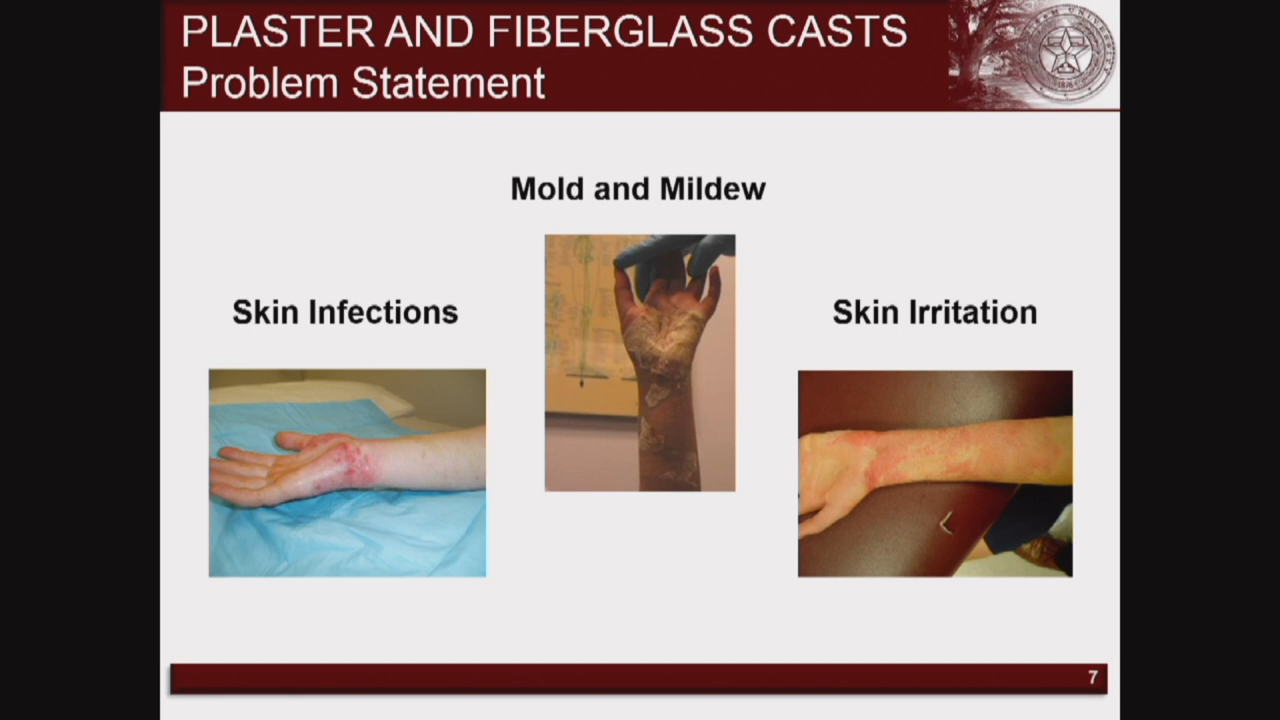 PLASTER AND FIBERGLASS CASTS
Problem Statement
Mold and Mildew
Skin Infections
Skin Irritation
7